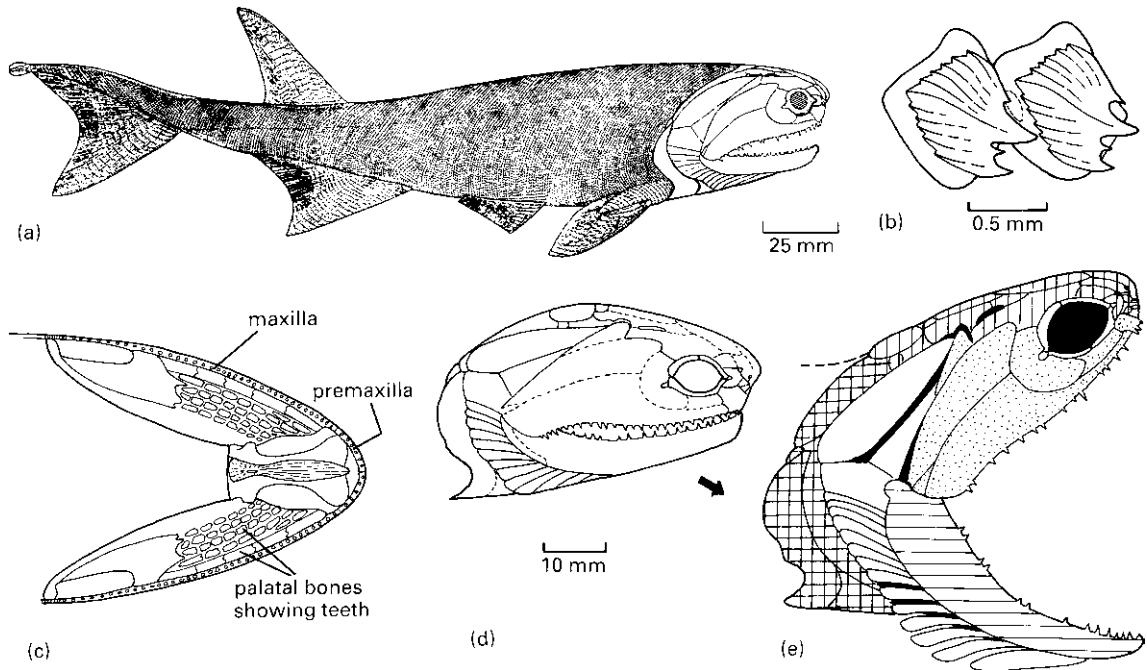 (a)
25 mm
(b)
0.5 mm
maxilla
premaxilla
palatal bones
showing teeth
(c)
10 mm
(d)
(e)